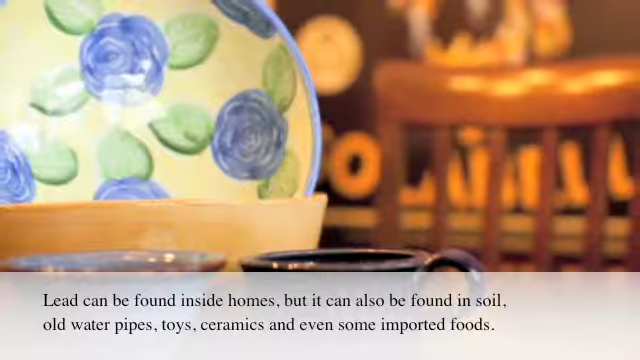 Lead can be found inside homes, but it can also be found in soil,
old water pipes, toys, ceramics and even some imported foods.